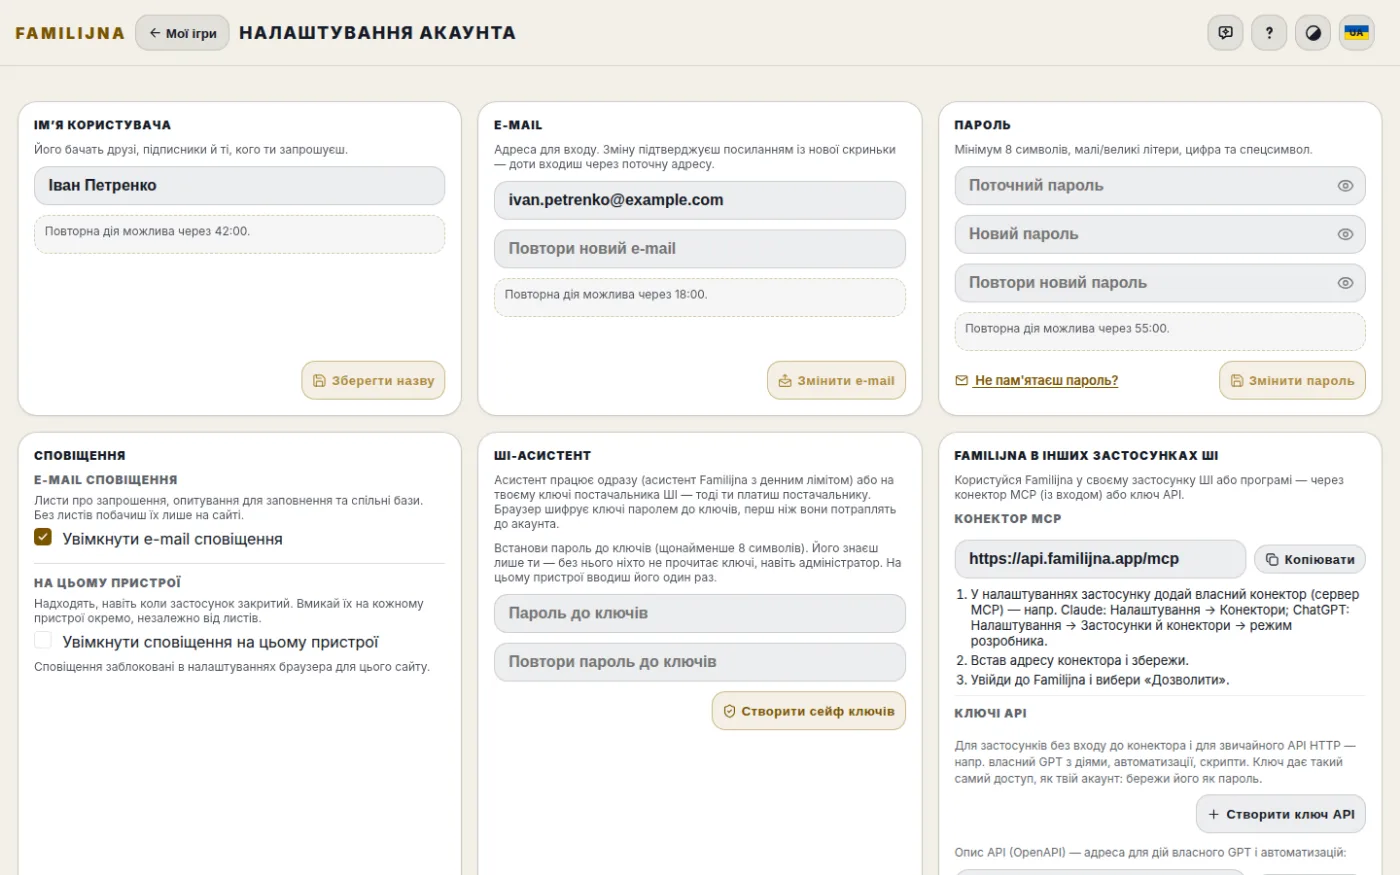 FAMILIJNA
← Мої ігри
НАЛАШТУВАННЯ АКАУНТА
?
UA
ІМ’Я КОРИСТУВАЧА
Його бачать друзі, підписники й ті, кого ти запрошуєш.
Іван Петренко
Повторна дія можлива через 42:00.
Зберегти назву
E-MAIL
Адреса для входу. Зміну підтверджуєш посиланням із нової скриньки
— доти входиш через поточну адресу.
ivan.petrenko@example.com
Повтори новий e-mail
Повторна дія можлива через 18:00.
Змінити e-mail
ПАРОЛЬ
Мінімум 8 символів, малі/великі літери, цифра та спецсимвол.
Поточний пароль
Новий пароль
Повтори новий пароль
Повторна дія можлива через 55:00.
Не пам'ятаєш пароль?
Змінити пароль
СПОВІЩЕННЯ
E-MAIL СПОВІЩЕННЯ
Листи про запрошення, опитування для заповнення та спільні бази.
Без листів побачиш їх лише на сайті.
Увімкнути e-mail сповіщення
НА ЦЬОМУ ПРИСТРОЇ
Надходять, навіть коли застосунок закритий. Вмикай їх на кожному
пристрої окремо, незалежно від листів.
Увімкнути сповіщення на цьому пристрої
Сповіщення заблоковані в налаштуваннях браузера для цього сайту.
ШІ-АСИСТЕНТ
Асистент працює одразу (асистент Familijna з денним лімітом) або на
твоєму ключі постачальника ШІ — тоді ти платиш постачальнику.
Браузер шифрує ключі паролем до ключів, перш ніж вони потраплять
до акаунта.
Встанови пароль до ключів (щонайменше 8 символів). Його знаєш
лише ти — без нього ніхто не прочитає ключі, навіть адміністратор. На
цьому пристрої вводиш його один раз.
Пароль до ключів
Повтори пароль до ключів
Створити сейф ключів
FAMILIJNA В ІНШИХ ЗАСТОСУНКАХ ШІ
Користуйся Familijna у своєму застосунку ШІ або програмі — через
конектор MCP (із входом) або ключ API.
КОНЕКТОР MCP
https://api.familijna.app/mcp
Копіювати
1. У налаштуваннях застосунку додай власний конектор (сервер
MCP) — напр. Claude: Налаштування → Конектори; ChatGPT:
Налаштування → Застосунки й конектори → режим
розробника.
2. Встав адресу конектора і збережи.
3. Увійди до Familijna і вибери «Дозволити».
КЛЮЧІ API
Для застосунків без входу до конектора і для звичайного API HTTP —
напр. власний GPT з діями, автоматизації, скрипти. Ключ дає такий
самий доступ, як твій акаунт: бережи його як пароль.
+ Створити ключ API
Опис API (OpenAPI) — адреса для дій власного GPT і автоматизацій: